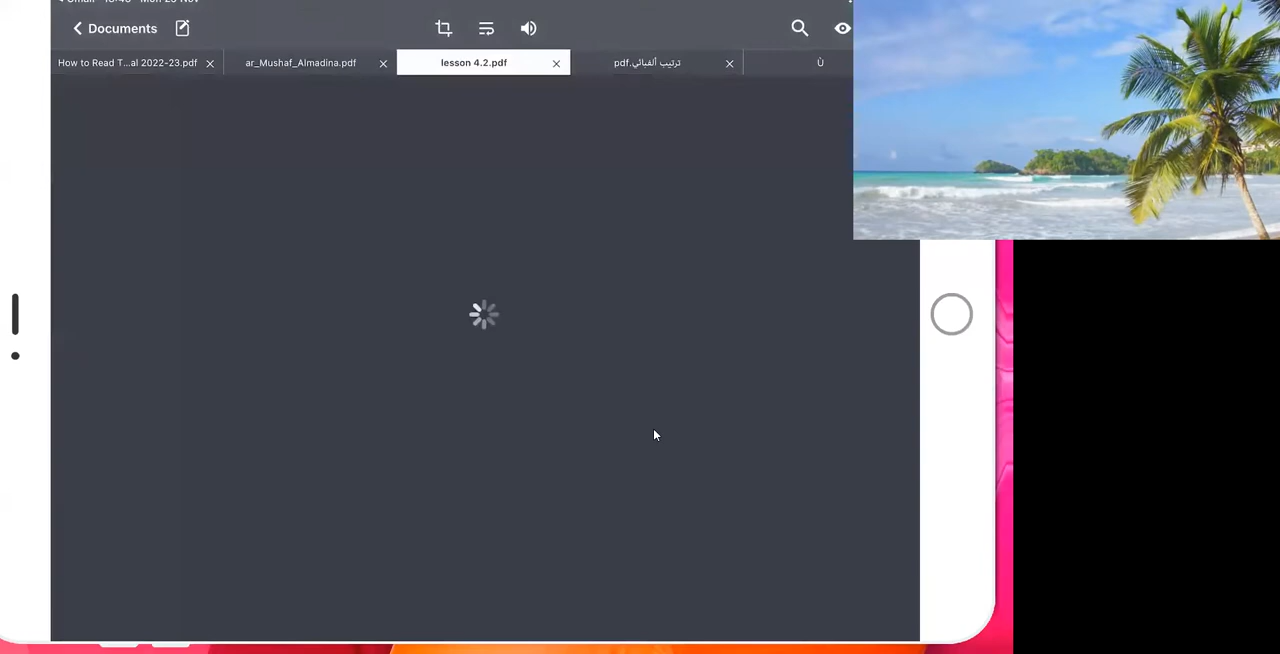 Documents
How to Read T...al 2022-23.pdf
ar_Mushaf_Almadina.pdf
lesson 4.2.pdf
ترتيب ألفبائي.pdf
Ù